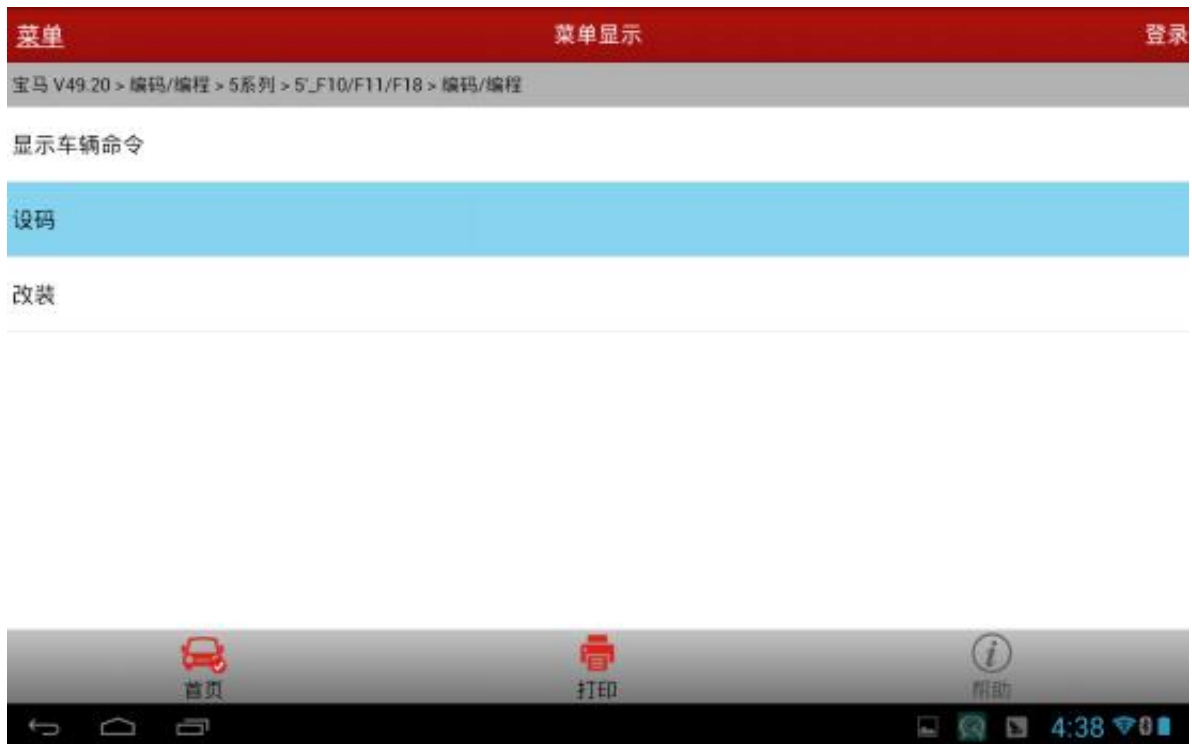 菜单 菜单显示 登录
宝马 V49.20 > 编码/编程 > 5系列 > 5'_F10/F11/F18 > 编码/编程
显示车辆命令
设码
改装
首页 打印 帮助
4:38